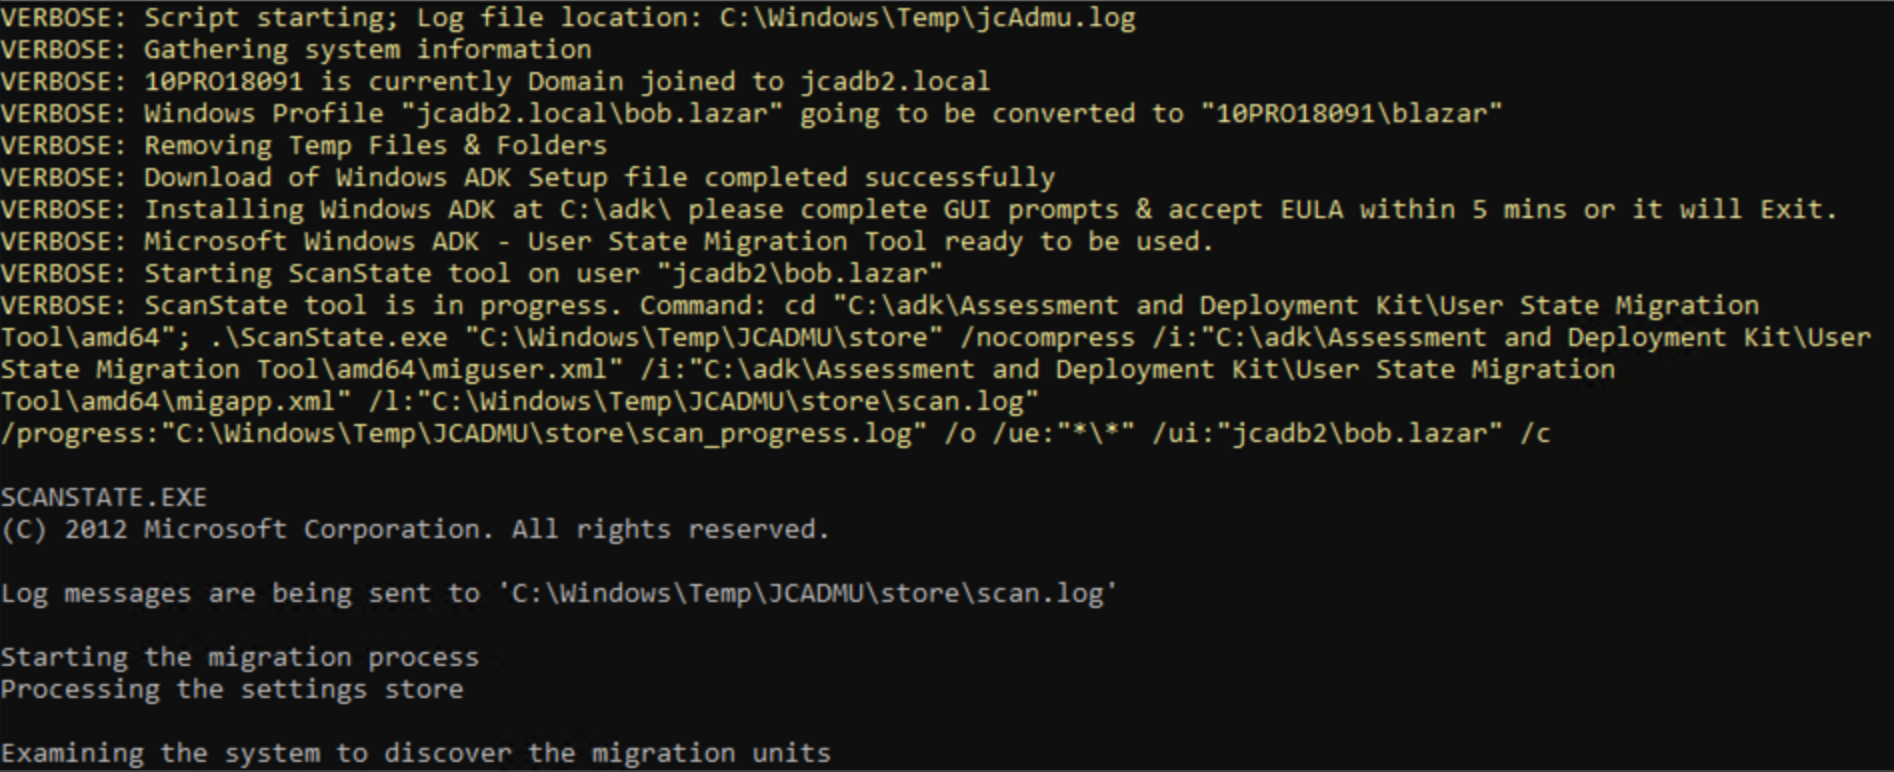 VERBOSE: Script starting; Log file location: C:\Windows\Temp\jcAdmu.log
VERBOSE: Gathering system information
VERBOSE: 10PRO18091 is currently Domain joined to jcadb2.local
VERBOSE: Windows Profile "jcadb2.local\bob.lazar" going to be converted to "10PRO18091\blazar"
VERBOSE: Removing Temp Files & Folders
VERBOSE: Download of Windows ADK Setup file completed successfully
VERBOSE: Installing Windows ADK at C:\adk\ please complete GUI prompts & accept EULA within 5 mins or it will Exit.
VERBOSE: Microsoft Windows ADK - User State Migration Tool ready to be used.
VERBOSE: Starting ScanState tool on user "jcadb2\bob.lazar"
VERBOSE: ScanState tool is in progress. Command: cd "C:\adk\Assessment and Deployment Kit\User State Migration
Tool\amd64"; .\ScanState.exe "C:\Windows\Temp\JCADMU\store" /nocompress /i:"C:\adk\Assessment and Deployment Kit\User
State Migration Tool\amd64\miguser.xml" /i:"C:\adk\Assessment and Deployment Kit\User State Migration
Tool\amd64\migapp.xml" /l:"C:\Windows\Temp\JCADMU\store\scan.log"
/progress:"C:\Windows\Temp\JCADMU\store\scan_progress.log" /o /ue:"*\*" /ui:"jcadb2\bob.lazar" /c
SCANSTATE.EXE
(C) 2012 Microsoft Corporation. All rights reserved.
Log messages are being sent to 'C:\Windows\Temp\JCADMU\store\scan.log'
Starting the migration process
Processing the settings store
Examining the system to discover the migration units